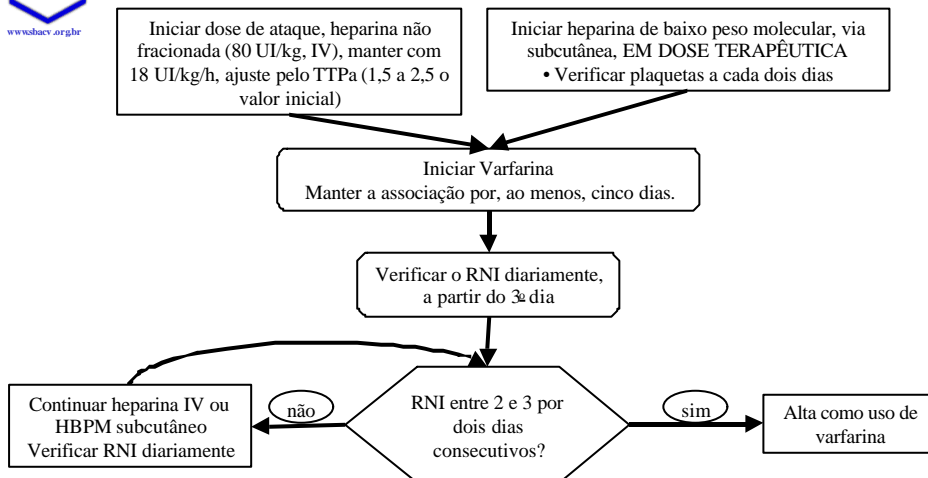 www.sbacv.org.br
Iniciar dose de ataque, heparina não
fracionada (80 UI/kg, IV), manter com
18 UI/kg/h, ajuste pelo TTPa (1,5 a 2,5 o
valor inicial)
Iniciar heparina de baixo peso molecular, via
subcutânea, EM DOSE TERAPÊUTICA
• Verificar plaquetas a cada dois dias
Iniciar Varfarina
Manter a associação por, ao menos, cinco dias.
Verificar o RNI diariamente,
a partir do 3º dia
Continuar heparina IV ou
HBPM subcutâneo
Verificar RNI diariamente
não
RNI entre 2 e 3 por
dois dias
consecutivos?
sim
Alta como uso de
varfarina